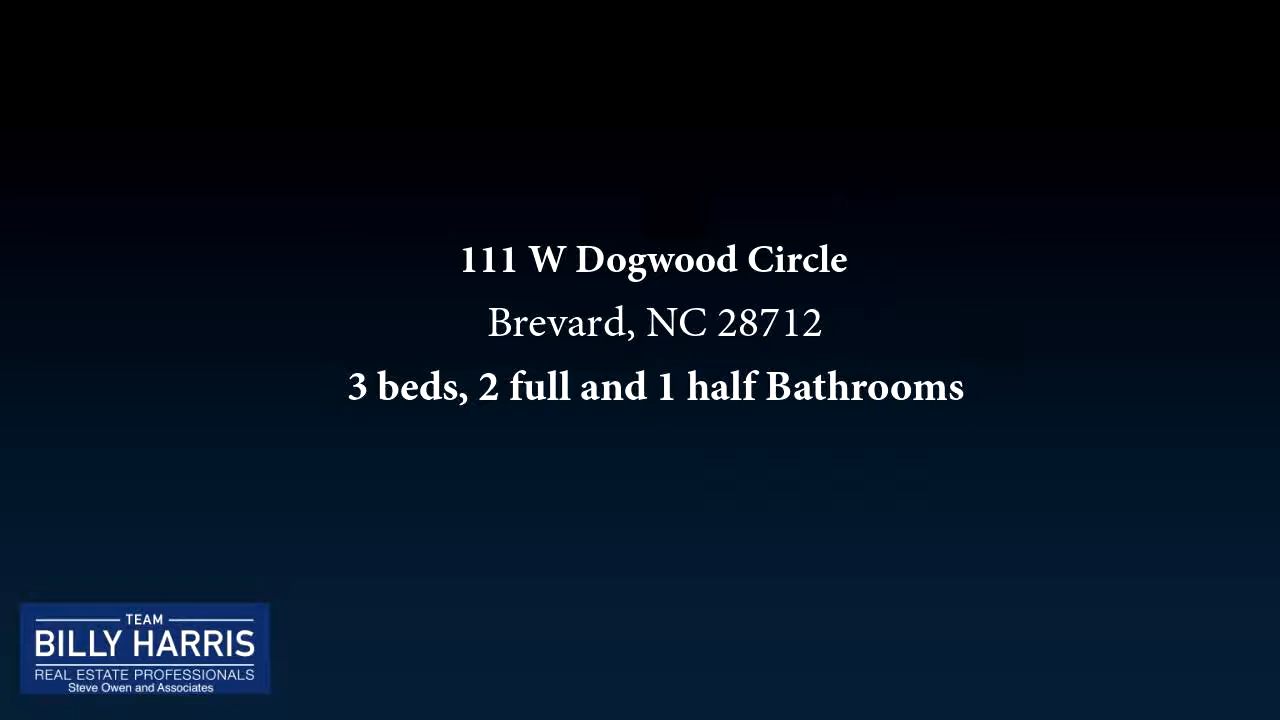 111 W Dogwood Circle
Brevard, NC 28712
3 beds, 2 full and 1 half Bathrooms
TEAM
BILLY HARRIS
REAL ESTATE PROFESSIONALS
Steve Owen and Associates